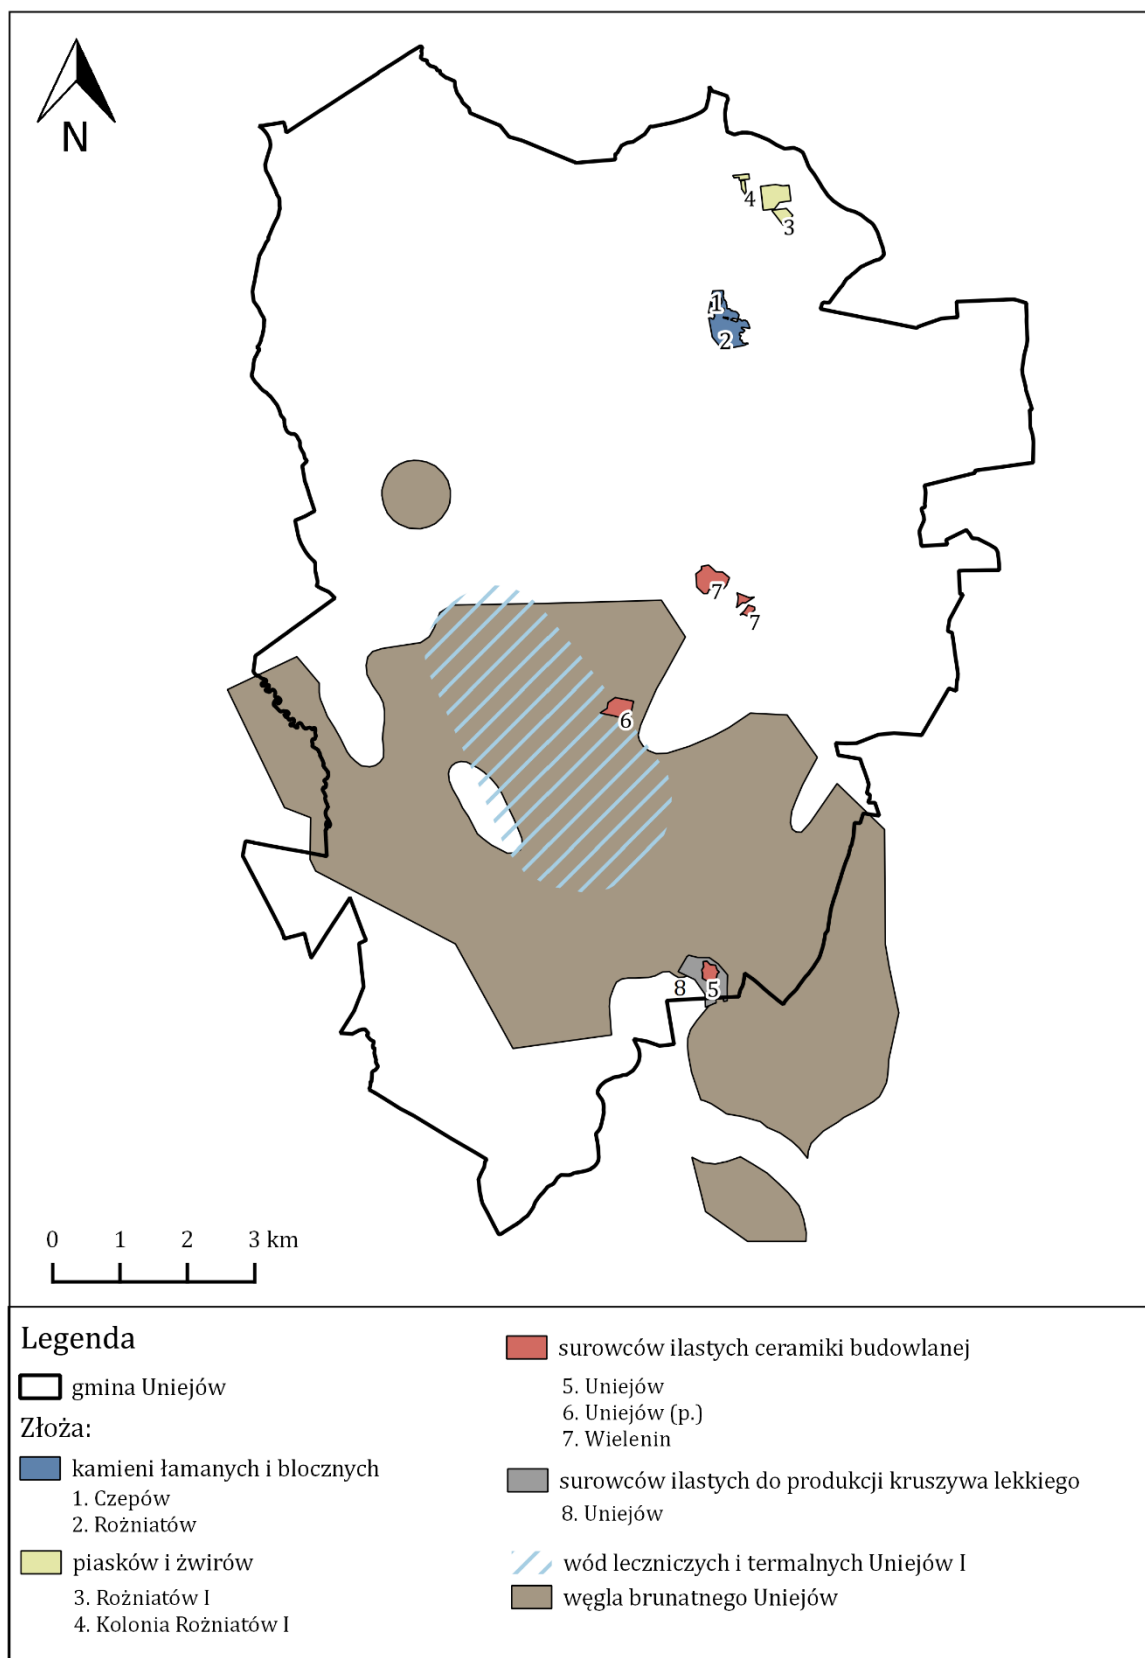 N
4
3
1
2
7
7
6
8
5
0 1 2 3 km
Legenda
gmina Uniejów
Złoża:
kamieni łamanych i blocznych
1. Czepów
2. Rożniatów
piasków i żwirów
3. Rożniatów I
4. Kolonia Rożniatów I
surowców ilastych ceramiki budowlanej
5. Uniejów
6. Uniejów (p.)
7. Wielenin
surowców ilastych do produkcji kruszywa lekkiego
8. Uniejów
wód leczniczych i termalnych Uniejów I
węgla brunatnego Uniejów